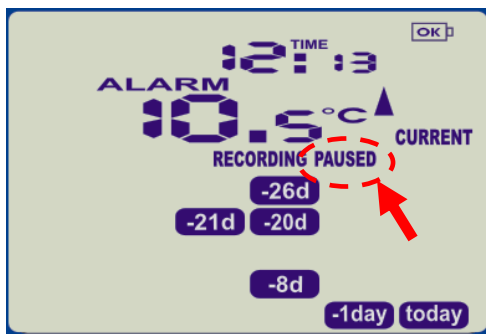 OK
12:13 TIME
ALARM
10.5°C
CURRENT
RECORDING PAUSED
-26d
-21d -20d
-8d
-1day today